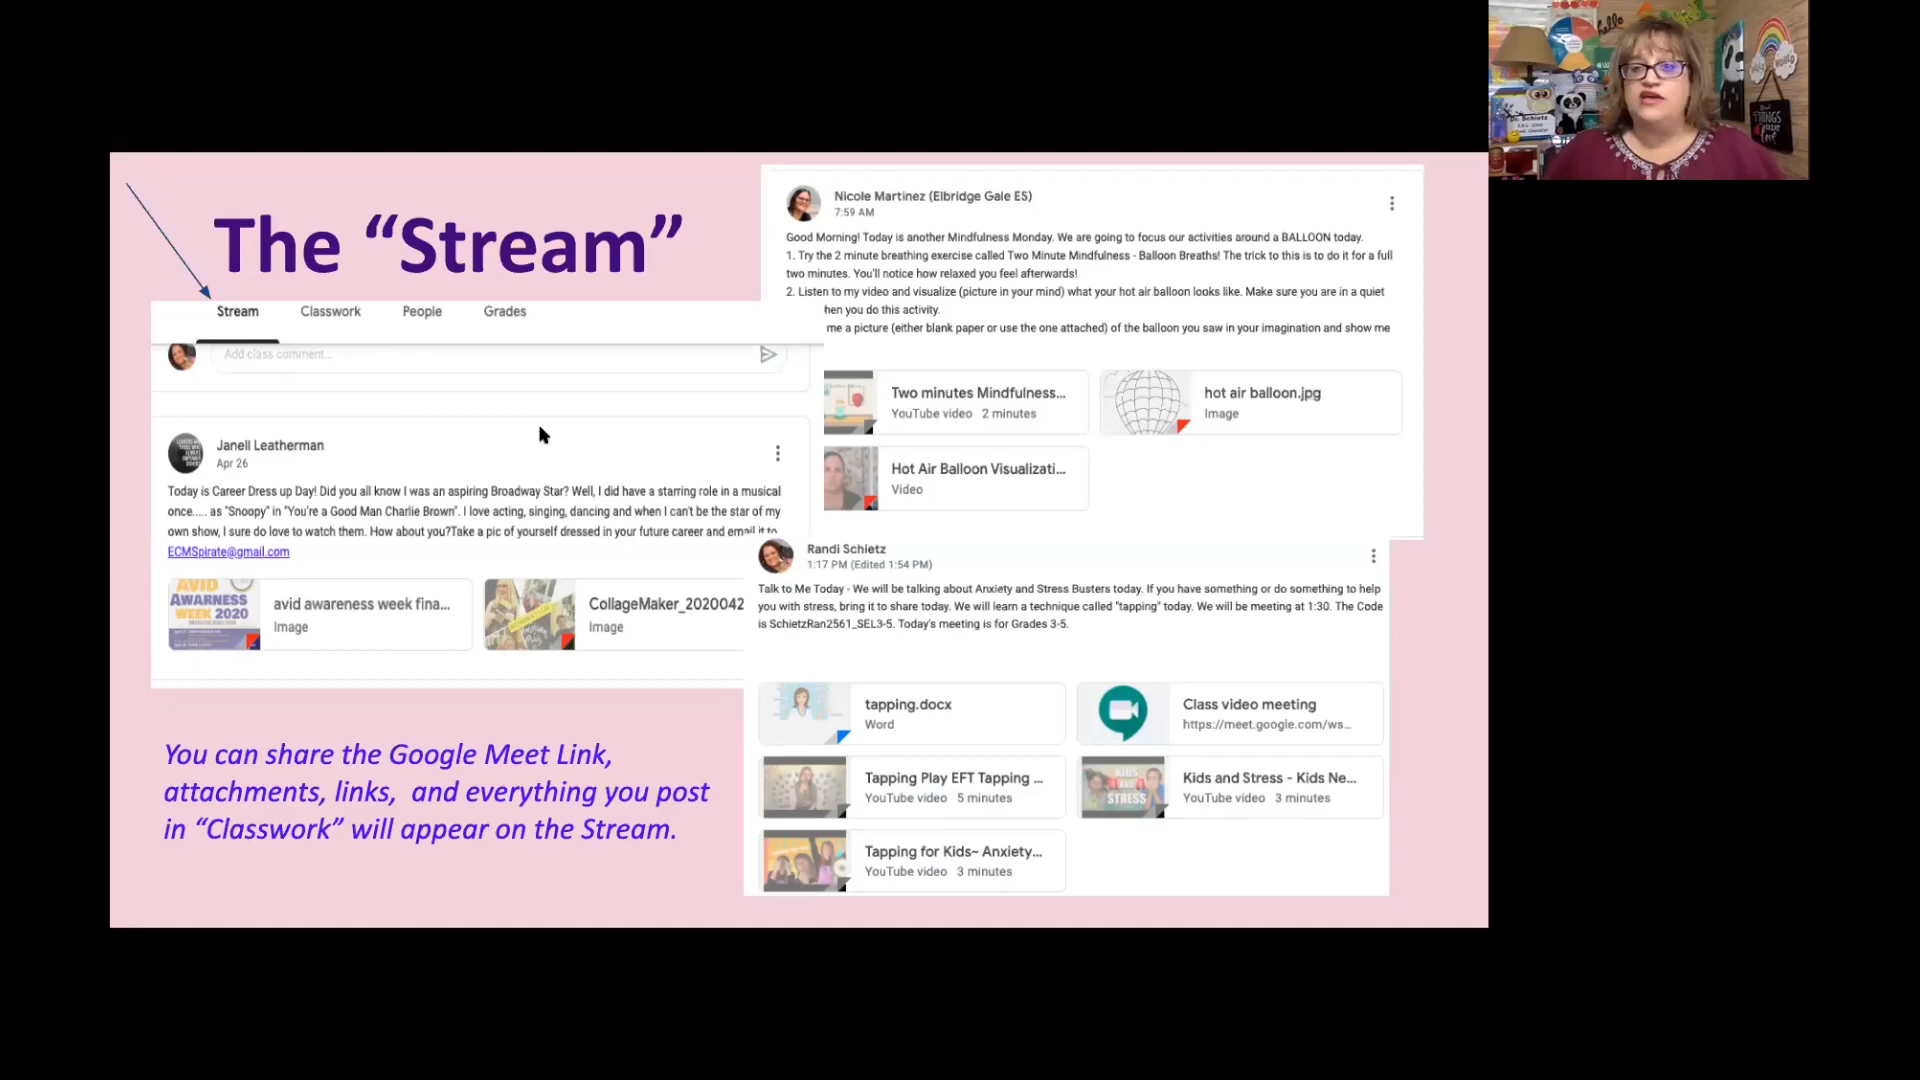 The “Stream”
Stream Classwork People Grades
Add class comment...
Janell Leatherman
Apr 26
Today is Career Dress up Day! Did you all know I was an aspiring Broadway Star? Well, I did have a starring role in a musical
once..... as "Snoopy" in "You're a Good Man Charlie Brown". I love acting, singing, dancing and when I can't be the star of my
own show, I sure do love to watch them. How about you?Take a pic of yourself dressed in your future career and email it to
ECMSpirate@gmail.com
AVID
AWARNESS
WEEK 2020
avid awareness week fina...
Image
CollageMaker_2020042
Image
You can share the Google Meet Link,
attachments, links, and everything you post
in “Classwork” will appear on the Stream.
Nicole Martinez (Elbridge Gale ES)
7:59 AM
Good Morning! Today is another Mindfulness Monday. We are going to focus our activities around a BALLOON today.
1. Try the 2 minute breathing exercise called Two Minute Mindfulness - Balloon Breaths! The trick to this is to do it for a full
two minutes. You'll notice how relaxed you feel afterwards!
2. Listen to my video and visualize (picture in your mind) what your hot air balloon looks like. Make sure you are in a quiet
hen you do this activity.
me a picture (either blank paper or use the one attached) of the balloon you saw in your imagination and show me
Two minutes Mindfulness...
YouTube video 2 minutes
hot air balloon.jpg
Image
Hot Air Balloon Visualizati...
Video
Randi Schietz
1:17 PM (Edited 1:54 PM)
Talk to Me Today - We will be talking about Anxiety and Stress Busters today. If you have something or do something to help
you with stress, bring it to share today. We will learn a technique called "tapping" today. We will be meeting at 1:30. The Code
is SchietzRan2561_SEL3-5. Today's meeting is for Grades 3-5.
tapping.docx
Word
Class video meeting
https://meet.google.com/ws...
Tapping Play EFT Tapping ...
YouTube video 5 minutes
KIDS
STRESS
Kids and Stress - Kids Ne...
YouTube video 3 minutes
Tapping for Kids~ Anxiety...
YouTube video 3 minutes
hello
Dr. Schietz
THINGS
love